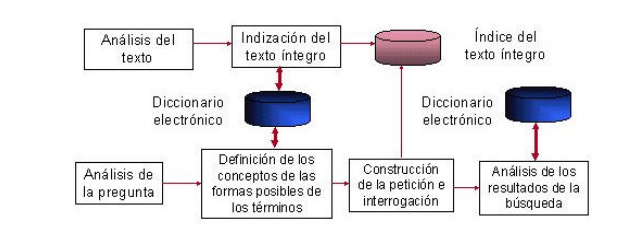 Análisis del
texto
Indización del
texto íntegro
Índice del
texto íntegro
Diccionario
electrónico
Diccionario
electrónico
Análisis de
la pregunta
Definición de los
conceptos de las
formas posibles de
los términos
Construcción
de la petición e
interrogación
Análisis de los
resultados de la
búsqueda